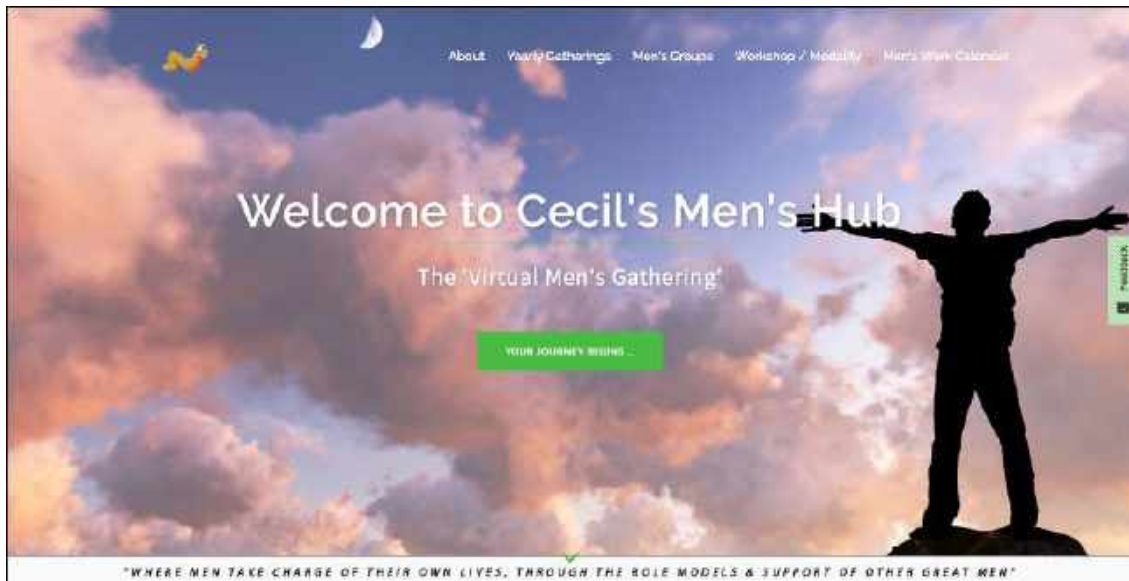 About Yearly Gatherings Men's Groups Workshop / Modality Men's Work Calendar
Welcome to Cecil's Men's Hub
The 'Virtual Men's Gathering'
YOUR JOURNEY BEGINS ...
"WHERE MEN TAKE CHARGE OF THEIR OWN LIVES, THROUGH THE ROLE MODELS & SUPPORT OF OTHER GREAT MEN"